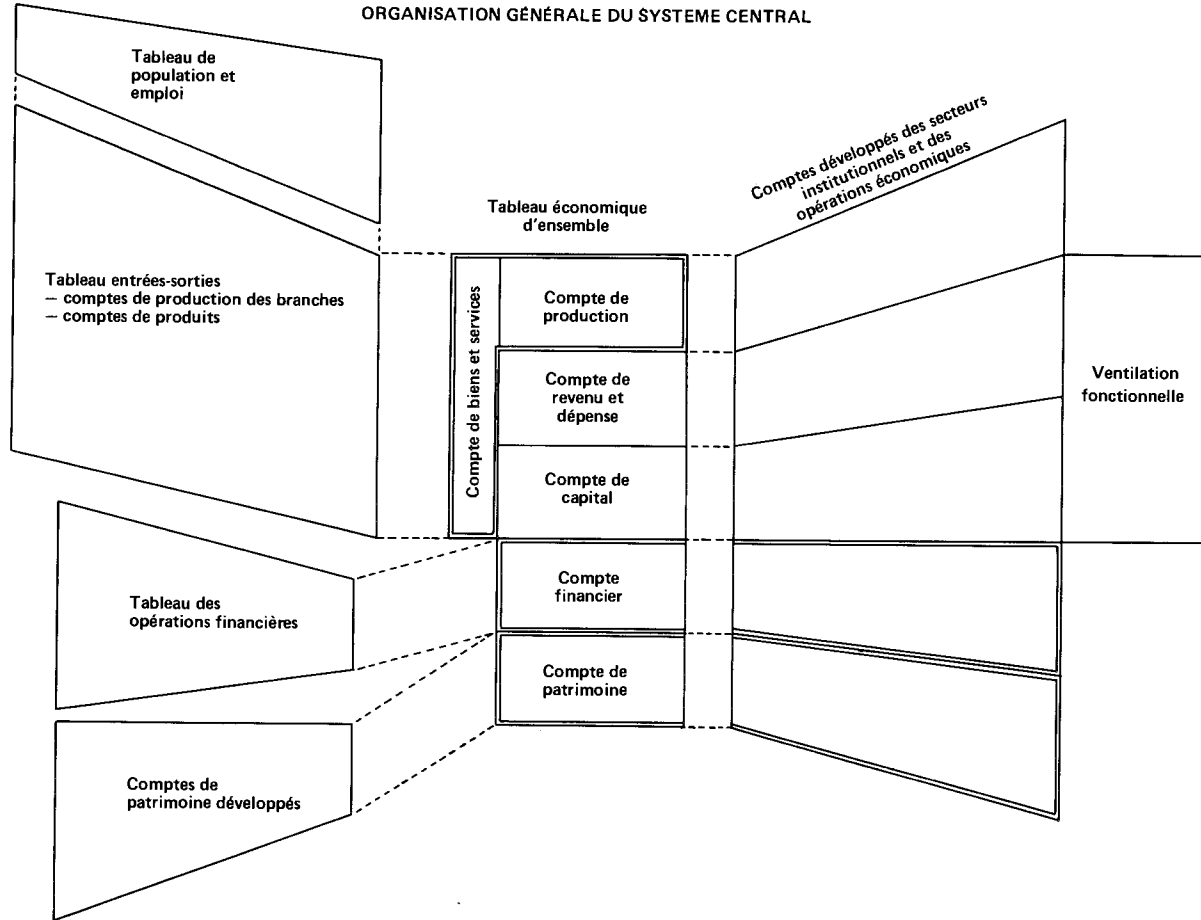 ORGANISATION GÉNÉRALE DU SYSTEME CENTRAL
Tableau de
population et
emploi
Tableau entrées-sorties
— comptes de production des branches
— comptes de produits
Tableau des
opérations financières
Comptes de
patrimoine développés
Tableau économique
d'ensemble
Compte de biens et services
Compte de
production
Compte de
revenu et
dépense
Compte de
capital
Compte
financier
Compte de
patrimoine
Comptes développés des secteurs
institutionnels et des
opérations économiques
Ventilation
fonctionnelle